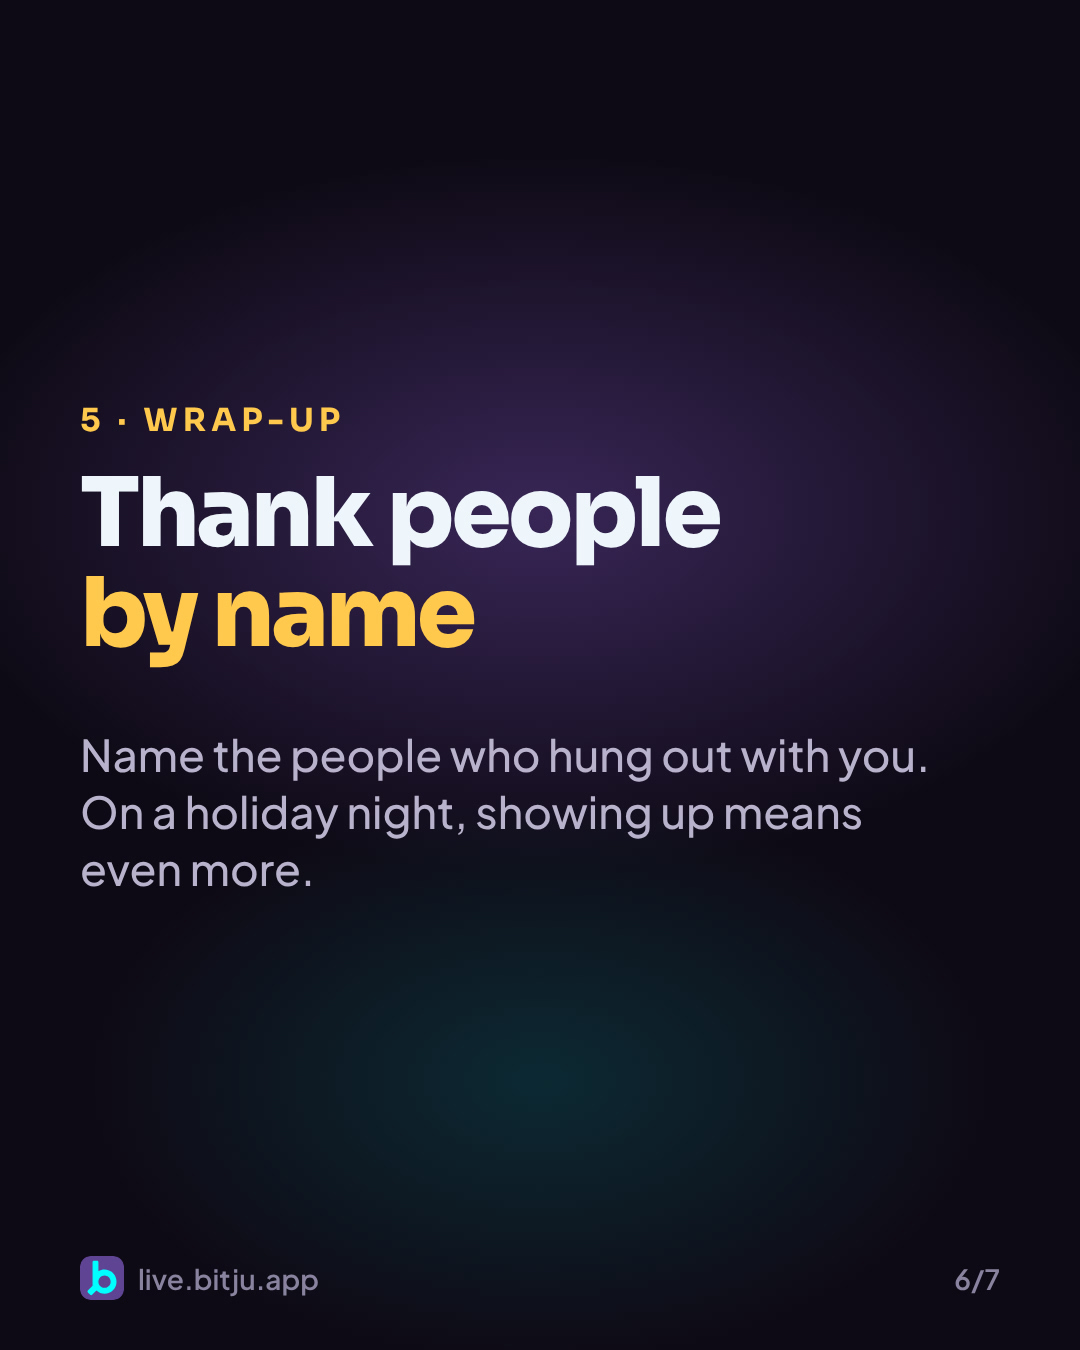 5 · WRAP-UP
Thank people
by name
Name the people who hung out with you.
On a holiday night, showing up means
even more.
live.bitju.app
6/7